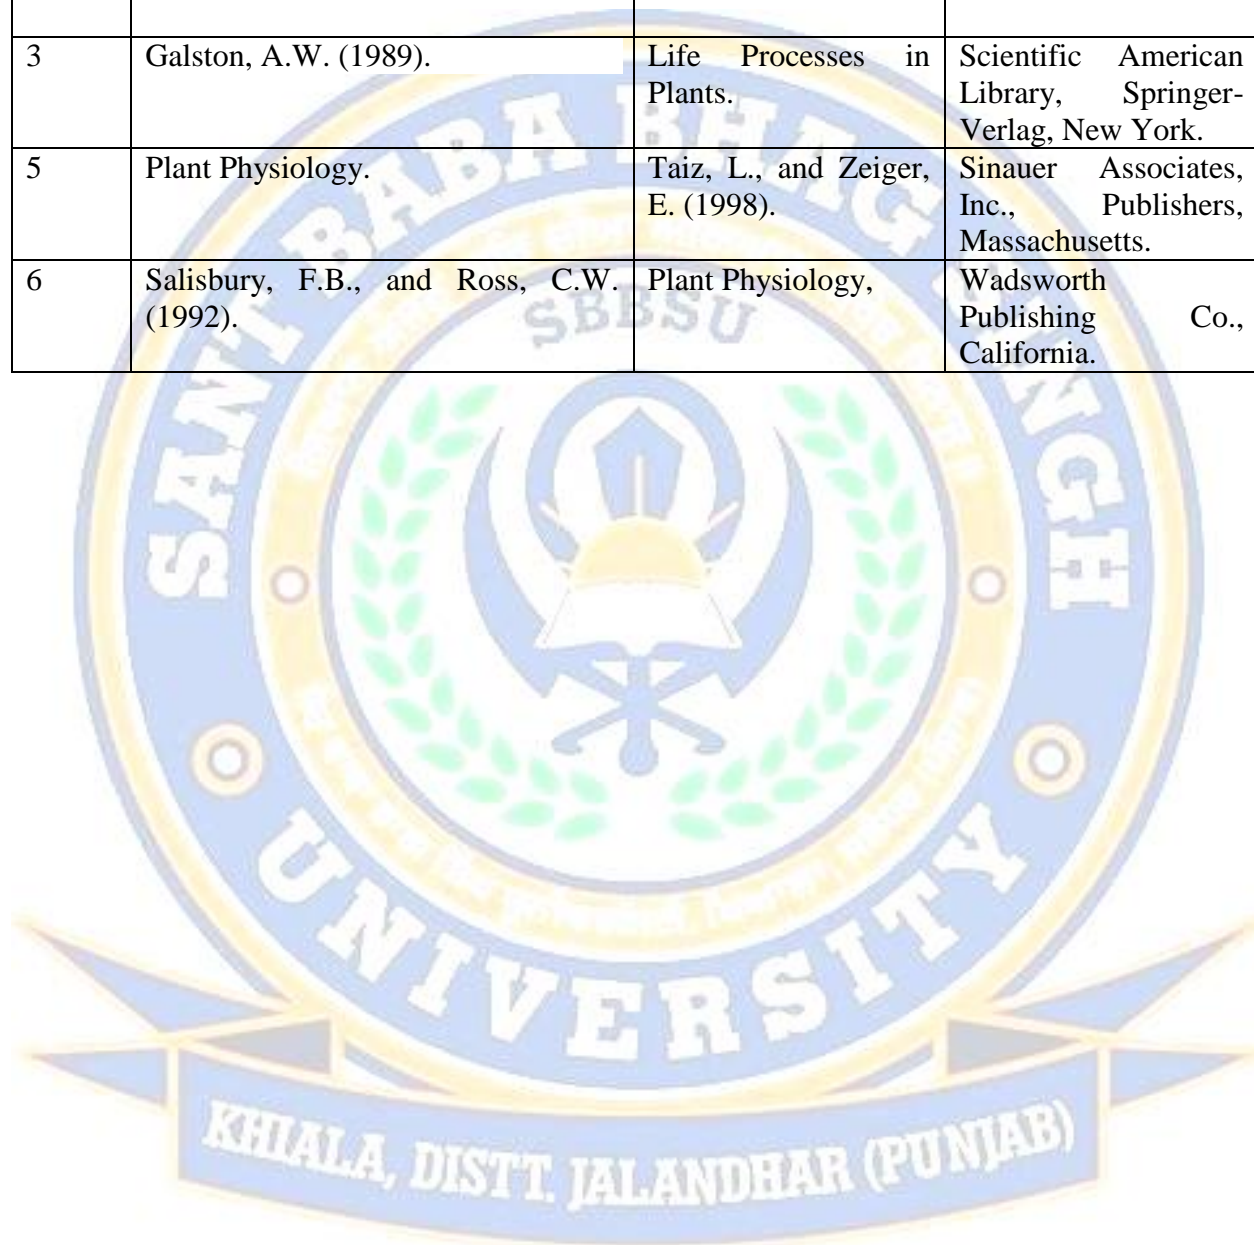 3 Galston, A.W. (1989). Life Processes in Scientific American
Plants. Library, Springer-
Verlag, New York.
5 Plant Physiology. Taiz, L., and Zeiger, Sinauer Associates,
E. (1998). Inc., Publishers,
Massachusetts.
6 Salisbury, F.B., and Ross, C.W. Plant Physiology, Wadsworth
(1992). Publishing Co.,
California.
SANT BABA BHAG SINGH
SBBSU
UNIVERSITY
KHIALA, DISTT. JALANDHAR (PUNJAB)